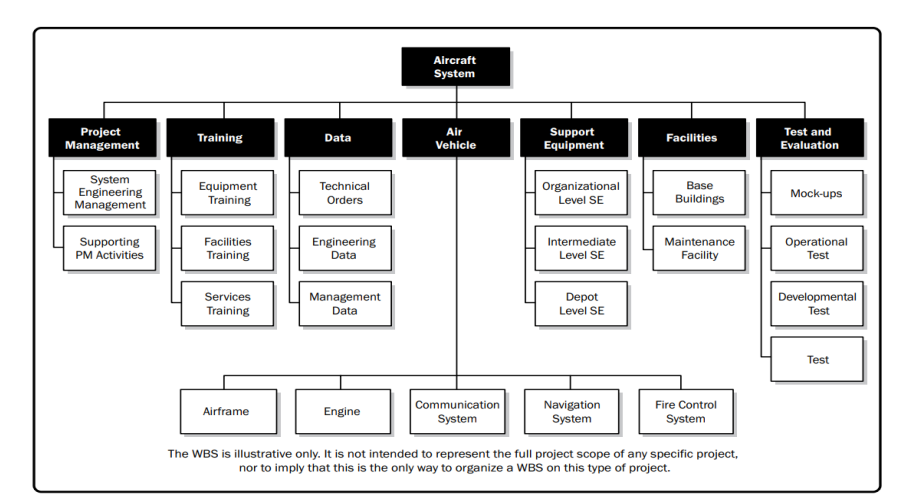 Aircraft
System
Project
Management
Training
Data
Air
Vehicle
Support
Equipment
Facilities
Test and
Evaluation
System
Engineering
Management
Supporting
PM Activities
Equipment
Training
Facilities
Training
Services
Training
Technical
Orders
Engineering
Data
Management
Data
Organizational
Level SE
Intermediate
Level SE
Depot
Level SE
Base
Buildings
Maintenance
Facility
Mock-ups
Operational
Test
Developmental
Test
Test
Airframe
Engine
Communication
System
Navigation
System
Fire Control
System
The WBS is illustrative only. It is not intended to represent the full project scope of any specific project,
nor to imply that this is the only way to organize a WBS on this type of project.